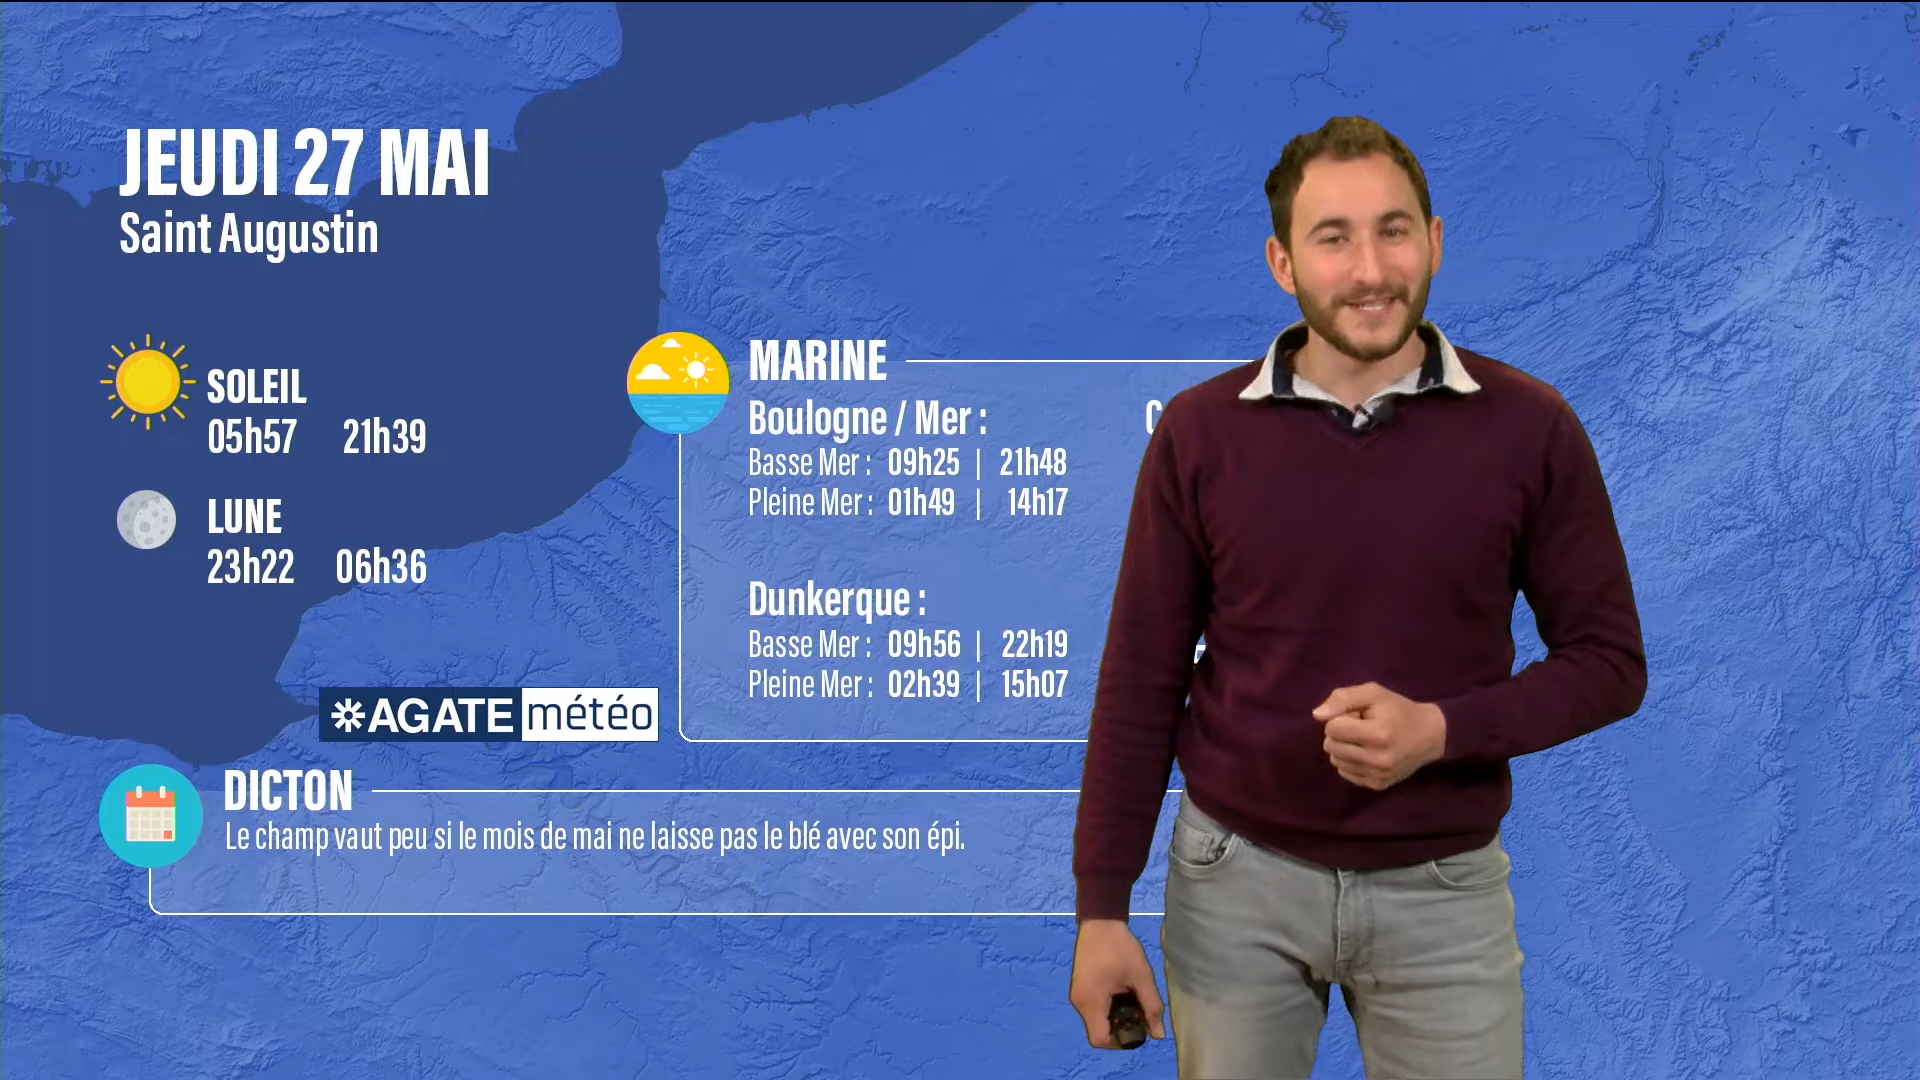 JEUDI 27 MAI
Saint Augustin
SOLEIL
05h57 21h39
LUNE
23h22 06h36
MARINE
Boulogne / Mer :
Basse Mer : 09h25 | 21h48
Pleine Mer : 01h49 | 14h17
Dunkerque :
Basse Mer : 09h56 | 22h19
Pleine Mer : 02h39 | 15h07
AGATE météo
DICTON
Le champ vaut peu si le mois de mai ne laisse pas le blé avec son épi.